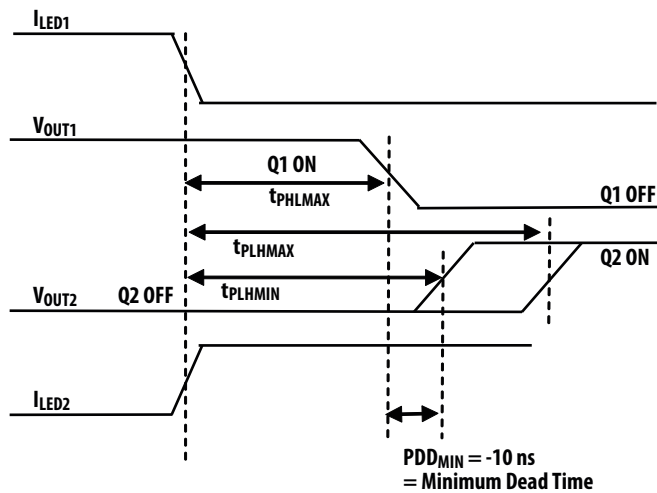 ILED1
VOUT1
Q1 ON
tPHLMAX
Q1 OFF
tPLHMAX
Q2 ON
tPLHMIN
VOUT2 Q2 OFF
ILED2
PDDMIN = -10 ns
= Minimum Dead Time